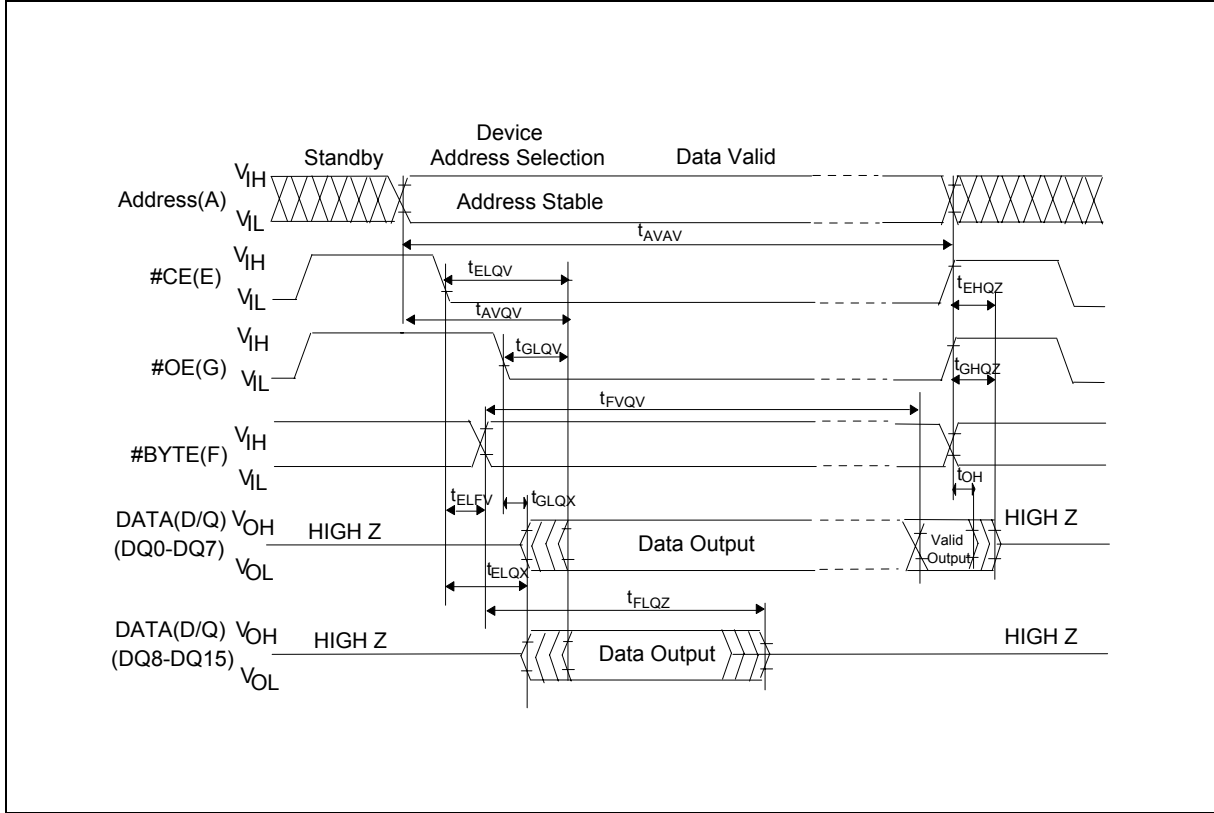 Device
Standby Address Selection Data Valid
VIH
Address(A) Address Stable
VIL
tAVAV
VIH
#CE(E) tELQV tEHQZ
VIL
tAVQV
VIH
#OE(G) tGLQV tGHQZ
VIL
tFVQV
VIH
#BYTE(F)
VIL
tOH
tELFV tGLQX
DATA(D/Q) VOH HIGH Z Data Output Valid HIGH Z
(DQ0-DQ7) Output
VOL
tELQX
tFLQZ
DATA(D/Q) VOH HIGH Z Data Output HIGH Z
(DQ8-DQ15)
VOL